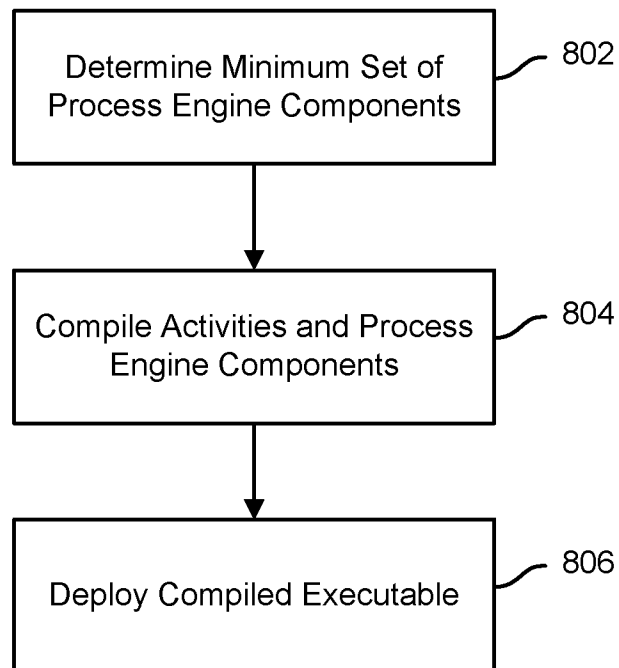 Determine Minimum Set of
Process Engine Components
802
Compile Activities and Process
Engine Components
804
Deploy Compiled Executable
806